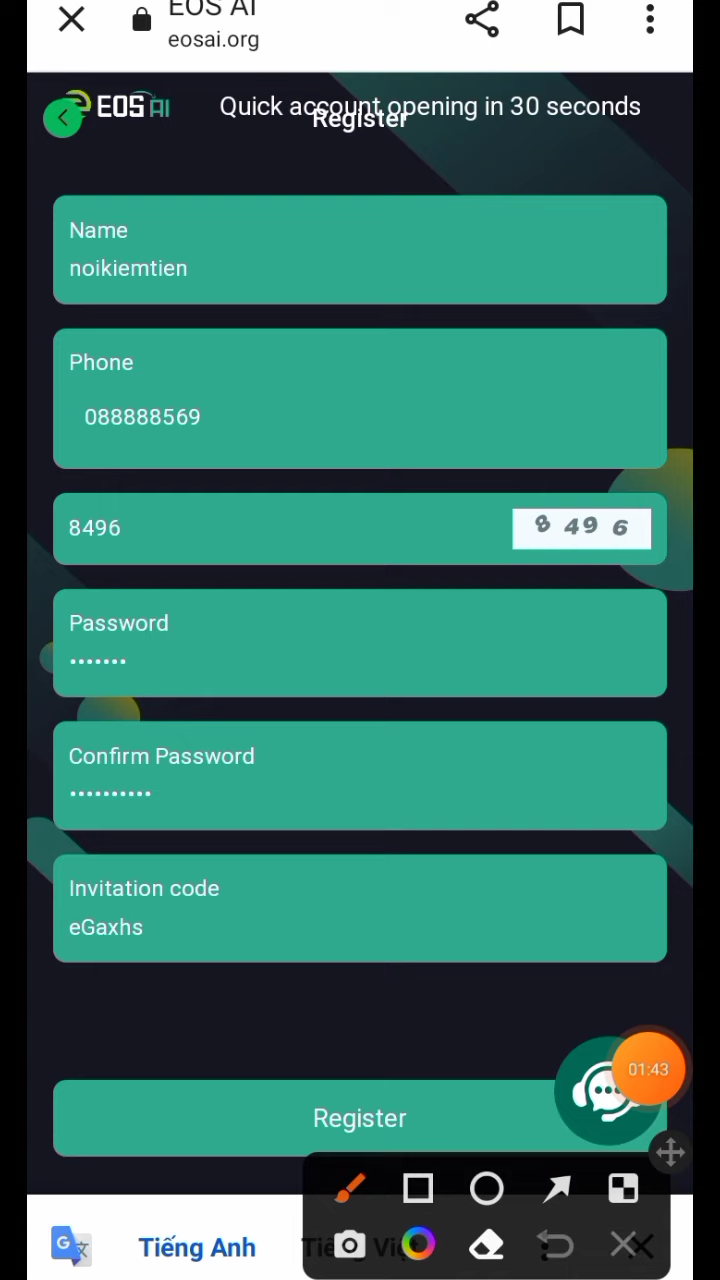 EOS AI
eosai.org
EOS AI
Quick account opening in 30 seconds
Register
Name
noikiemtien
Phone
088888569
8496
8 49 6
Password
•••••••
Confirm Password
••••••••••
Invitation code
eGaxhs
01:43
Register
Tiếng Anh